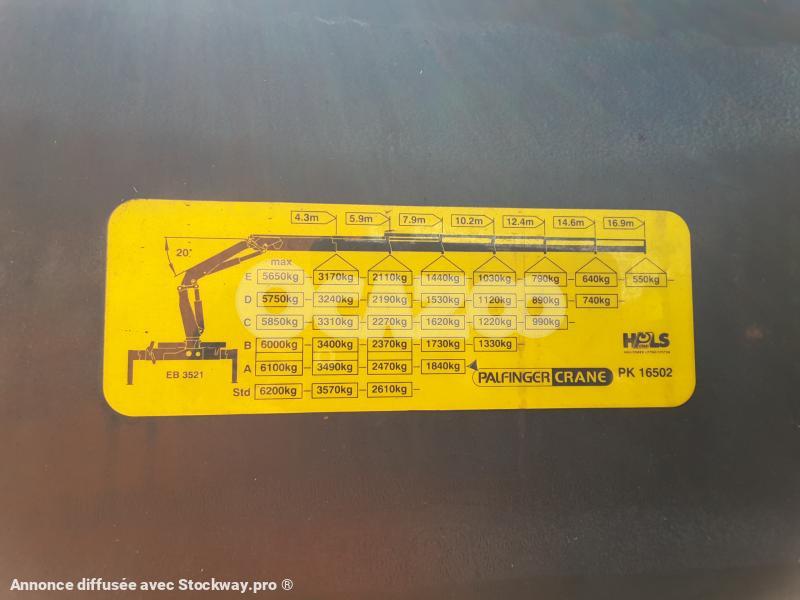 4.3m 5.9m 7.9m 10.2m 12.4m 14.6m 16.9m
20°
max
E 5650kg 3170kg 2110kg 1440kg 1030kg 790kg 640kg 550kg
D 5750kg 3240kg 2190kg 1530kg 1120kg 890kg 740kg
C 5850kg 3310kg 2270kg 1620kg 1220kg 990kg
B 6000kg 3400kg 2370kg 1730kg 1330kg
A 6100kg 3490kg 2470kg 1840kg
Std 6200kg 3570kg 2610kg
EB 3521
PALFINGER CRANE PK 16502
OCAZOO
Annonce diffusée avec Stockway.pro ®